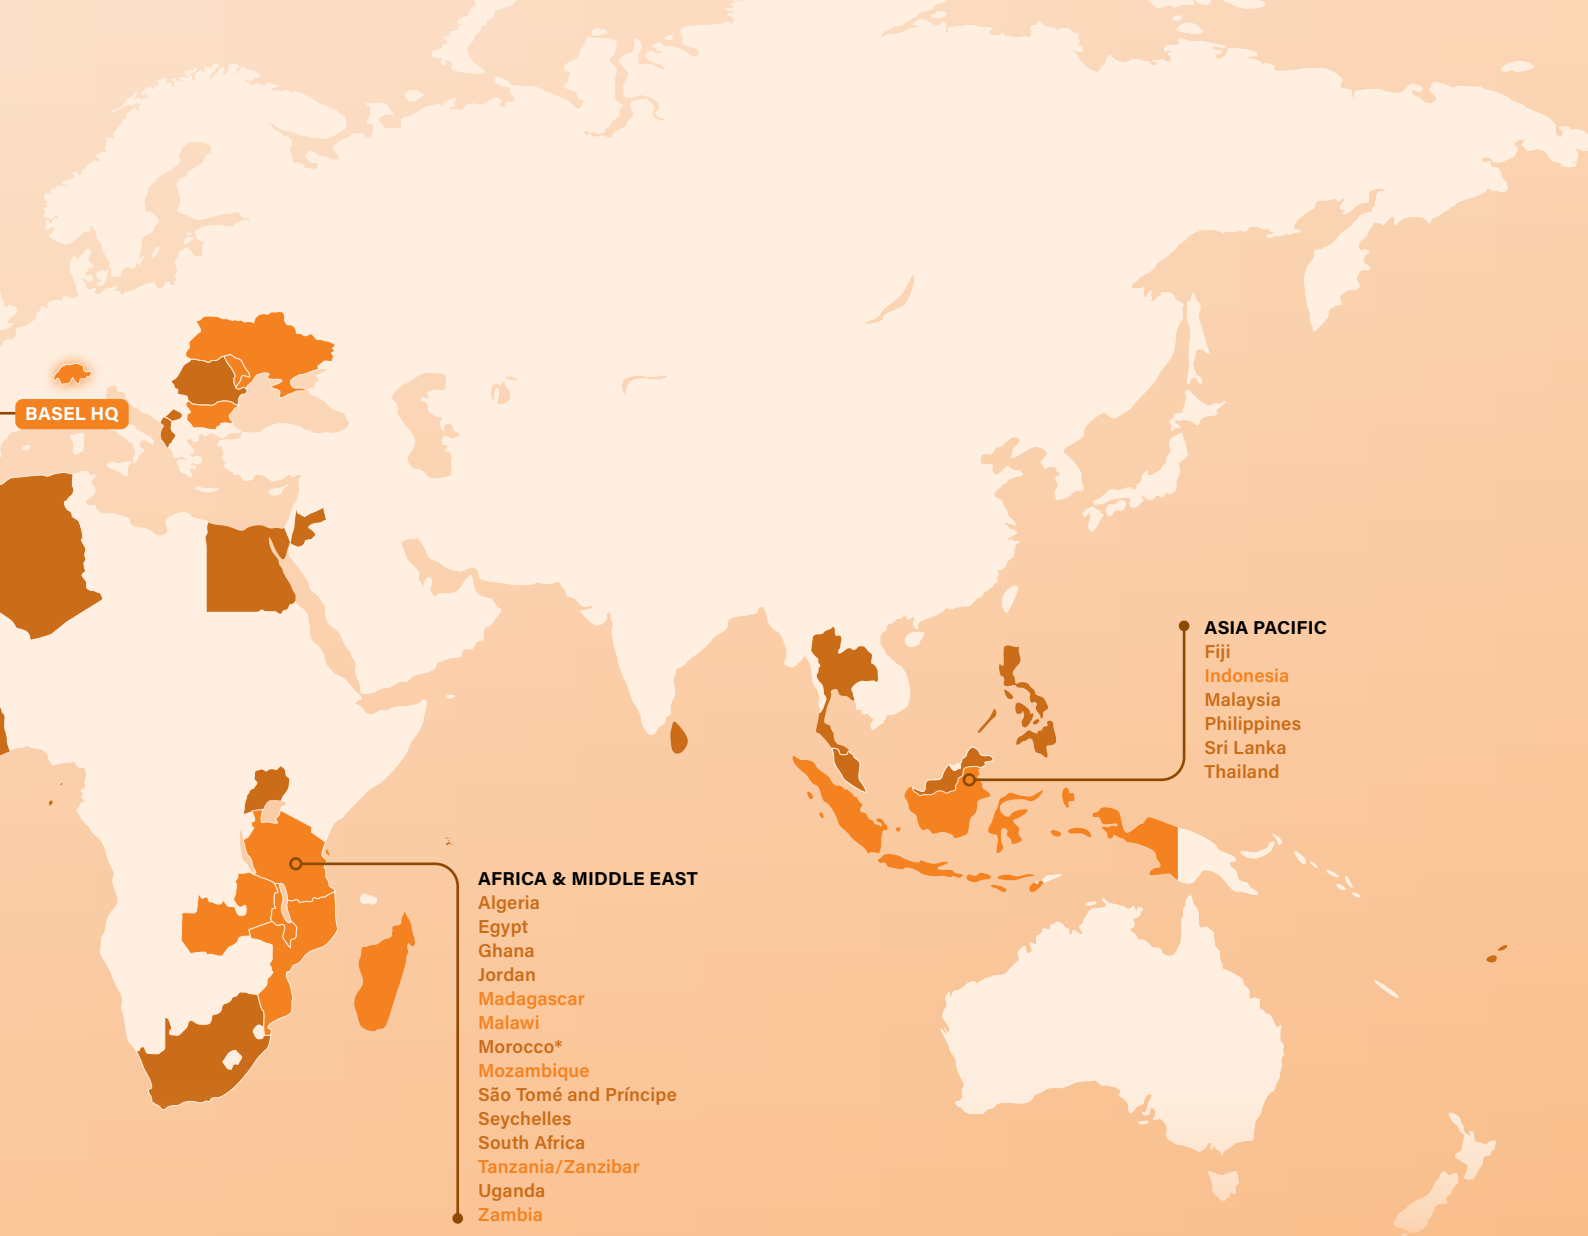 BASEL HQ
ASIA PACIFIC
Fiji
Indonesia
Malaysia
Philippines
Sri Lanka
Thailand
AFRICA & MIDDLE EAST
Algeria
Egypt
Ghana
Jordan
Madagascar
Malawi
Morocco*
Mozambique
São Tomé and Príncipe
Seychelles
South Africa
Tanzania/Zanzibar
Uganda
Zambia